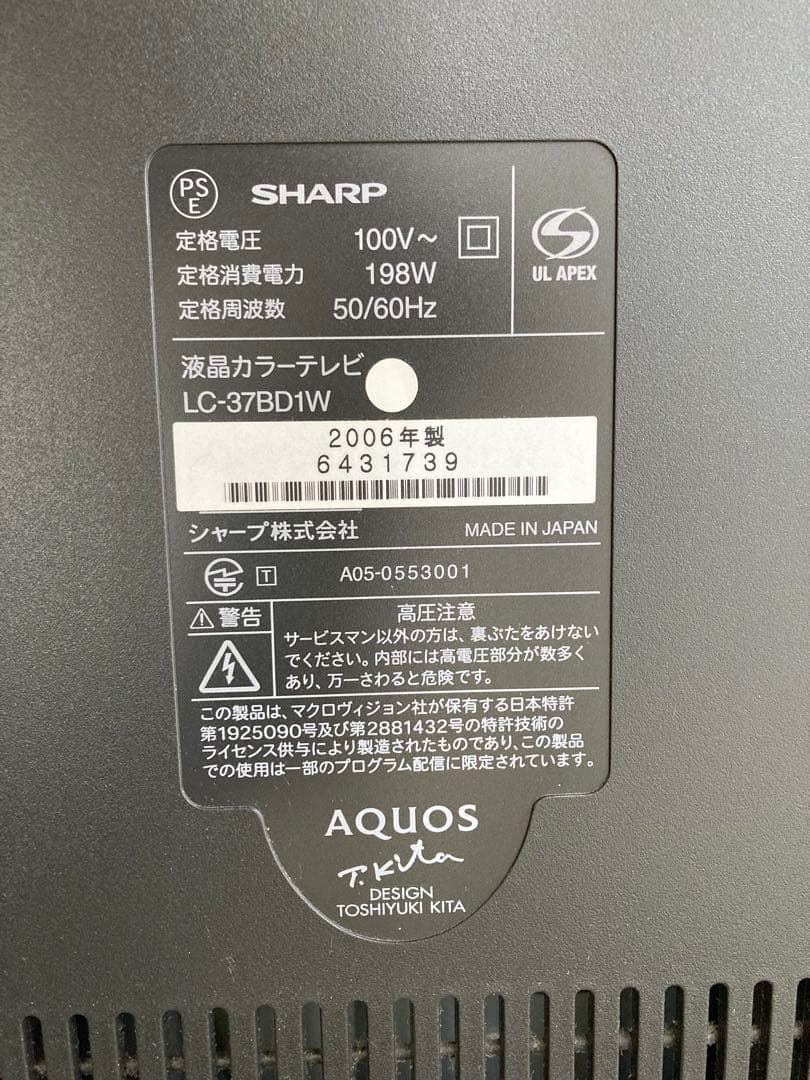 PS
E
SHARP
定格電圧 100V～
定格消費電力 198W
定格周波数 50/60Hz
UL APEX
液晶カラーテレビ
LC-37BD1W
2006年製
6431739
シャープ株式会社 MADE IN JAPAN
T A05-0553001
警告
高圧注意
サービスマン以外の方は、裏ぶたをあけない
でください。内部には高電圧部分が数多く
あり、万一さわると危険です。
この製品は、マクロヴィジョン社が保有する日本特許
第1925090号及び第2881432号の特許技術の
ライセンス供与により製造されたものであり、この製品
での使用は一部のプログラム配信に限定されています。
AQUOS
T. Kita
DESIGN
TOSHIYUKI KITA